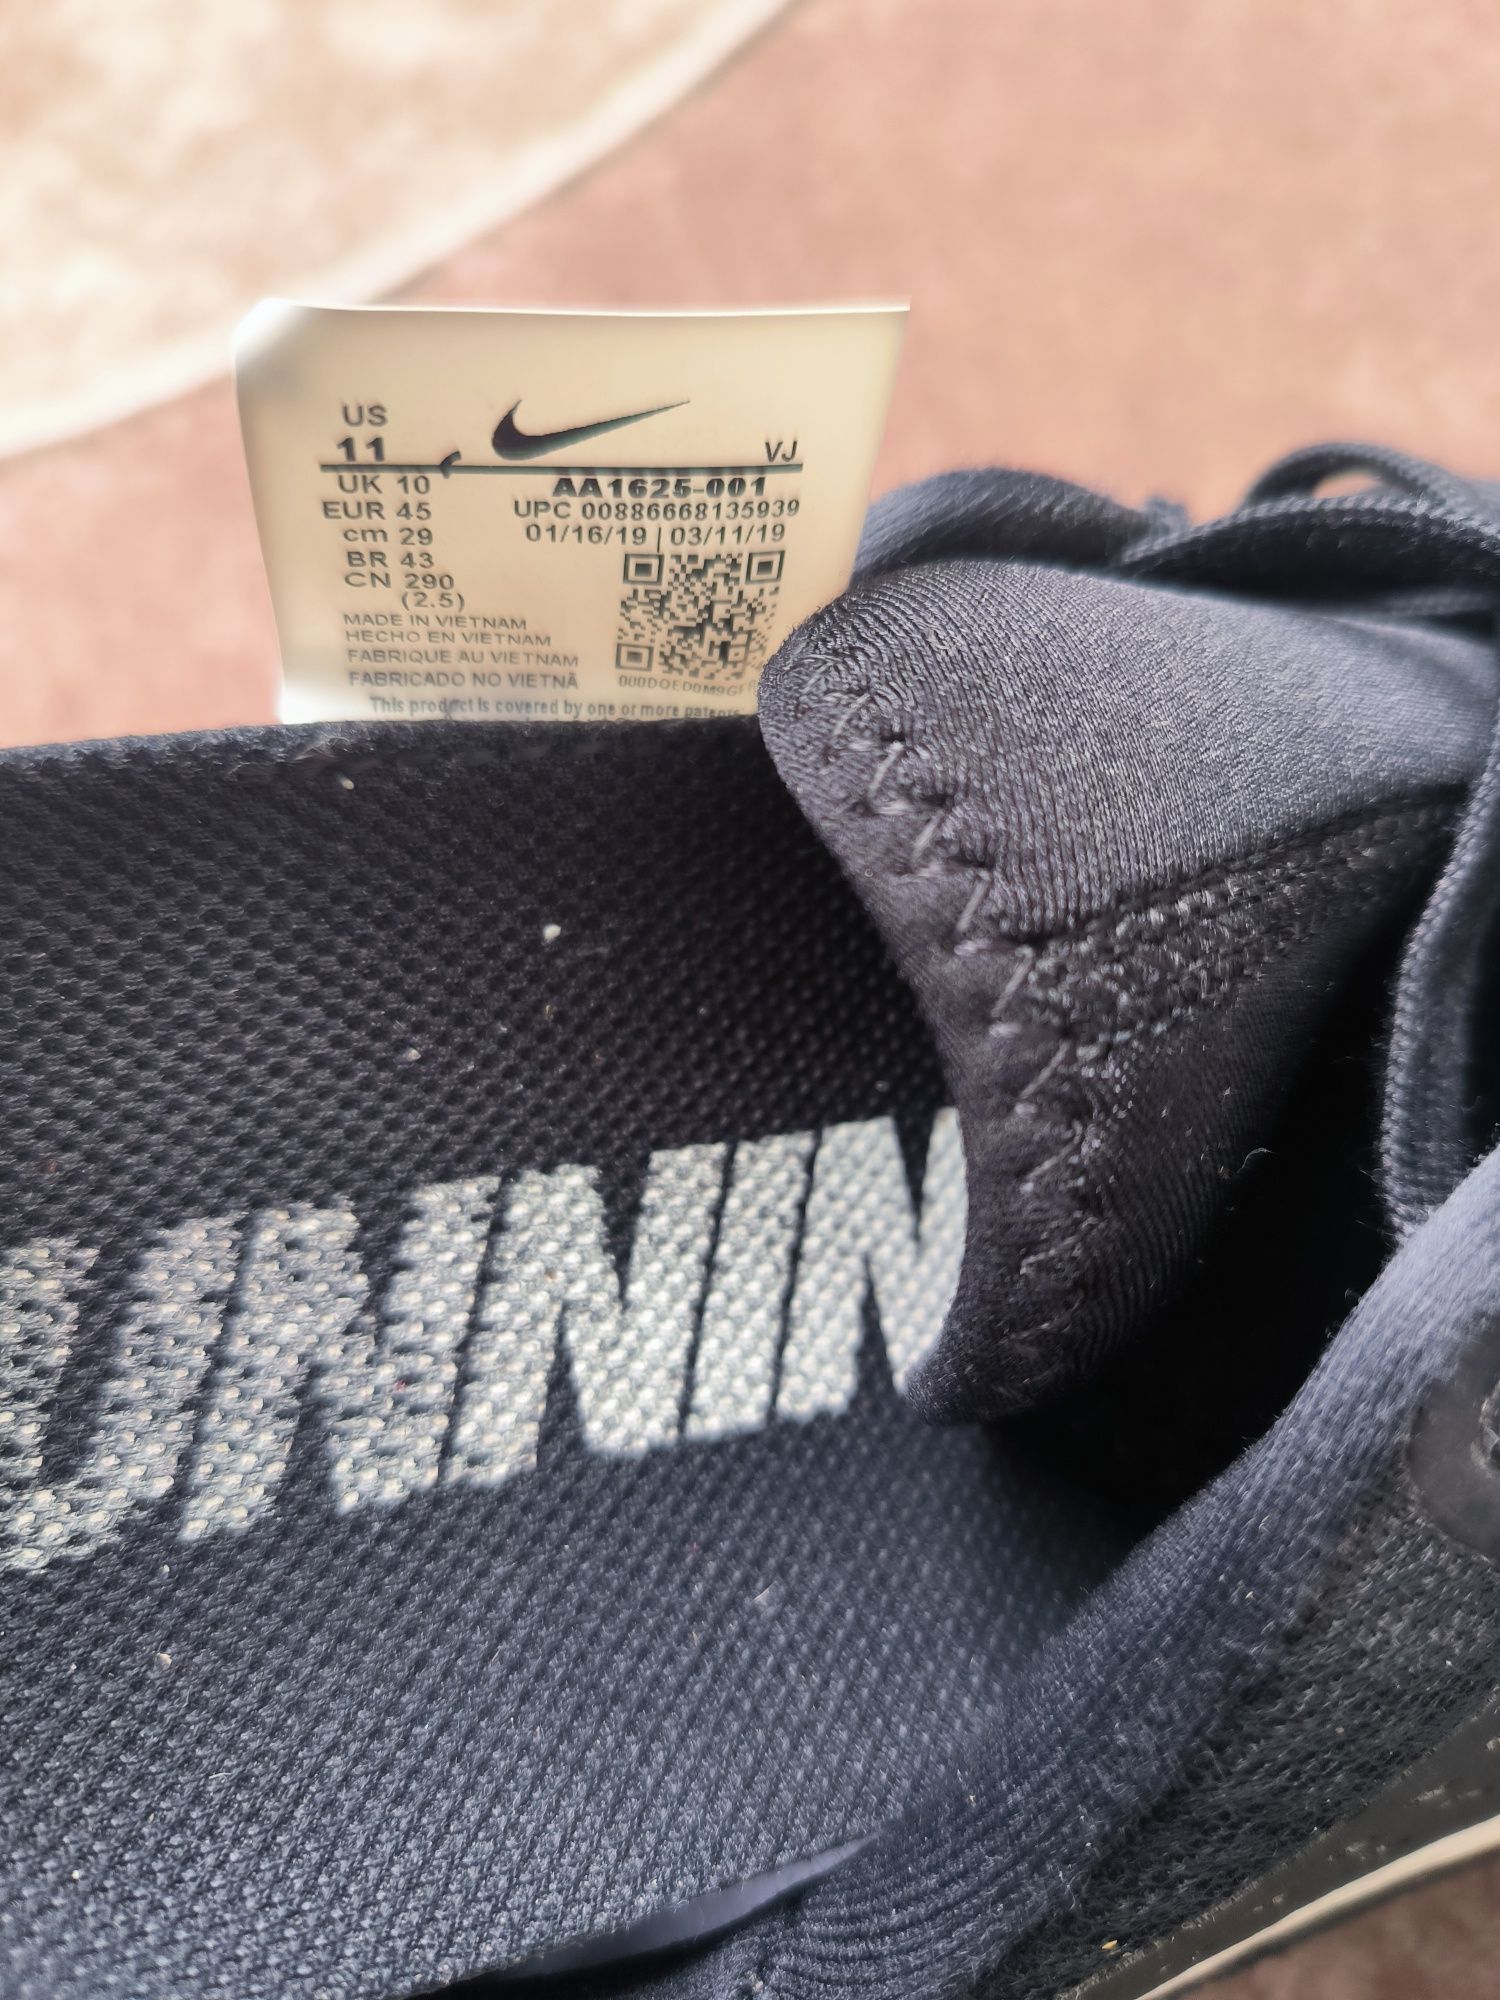 US
11
VJ
UK 10
AA1625-001
EUR 45
UPC 00886668135939
cm 29
01/16/19 | 03/11/19
BR 43
CN 290
(2.5)
MADE IN VIETNAM
HECHO EN VIETNAM
FABRIQUE AU VIETNAM
FABRICADO NO VIETNÃ
This product is covered by one or more patents
RUNNING